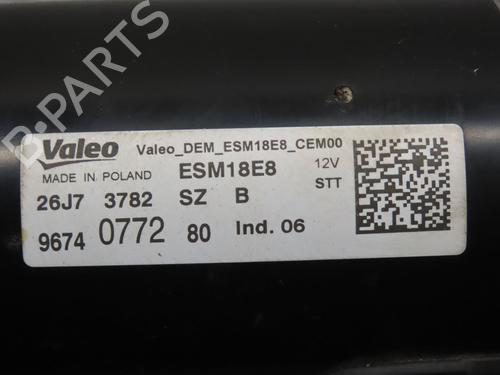 B-PARTS
Valeo Valeo_DEM_ESM18E8_CEM00
MADE IN POLAND ESM18E8 12V
26J7 3782 SZ B STT
9674 0772 80 Ind. 06